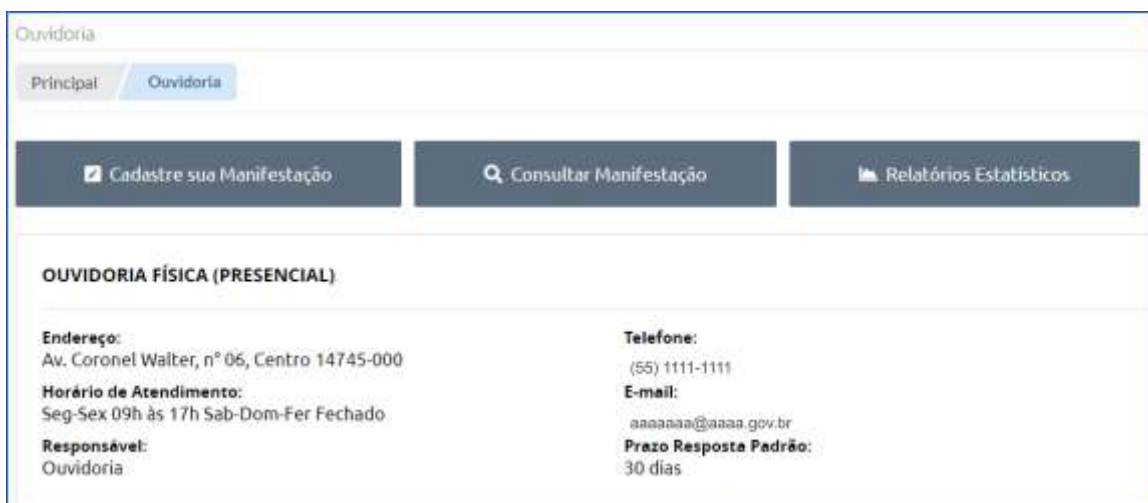 Ouvidoria
Principal
Ouvidoria
Cadastre sua Manifestação
Consultar Manifestação
Relatórios Estatísticos
OUVIDORIA FÍSICA (PRESENCIAL)
Endereço:
Av. Coronel Walter, n° 06, Centro 14745-000
Horário de Atendimento:
Seg-Sex 09h às 17h Sab-Dom-Fer Fechado
Responsável:
Ouvidoria
Telefone:
(55) 1111-1111
E-mail:
aaaaaaa@aaaa.gov.br
Prazo Resposta Padrão:
30 dias